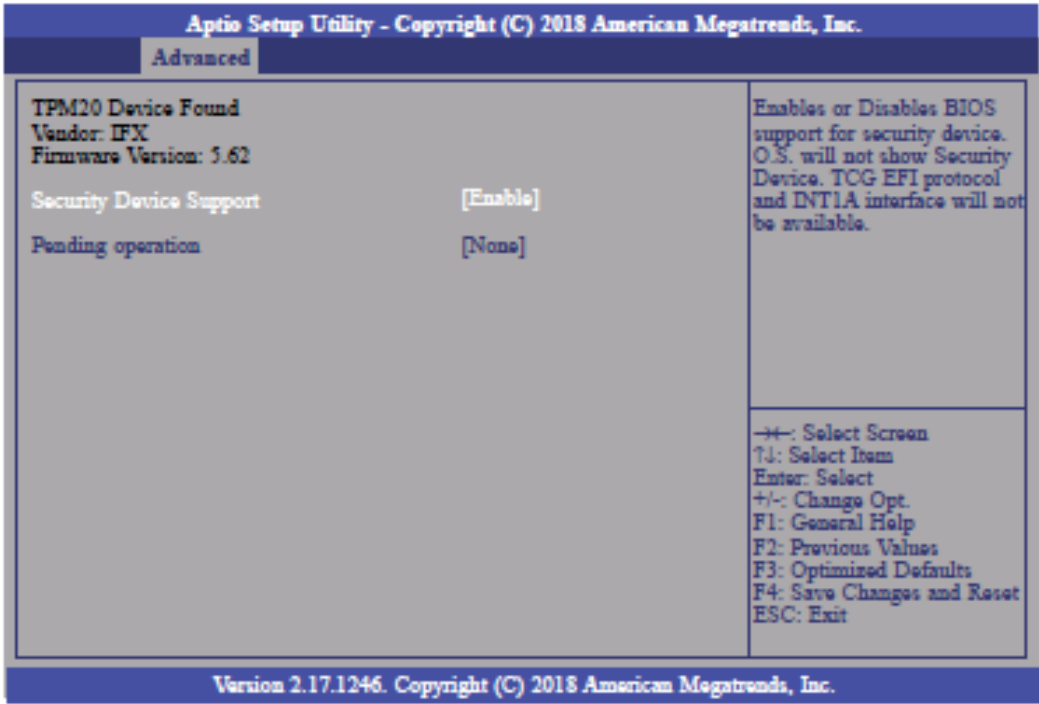 Aptio Setup Utility - Copyright (C) 2018 American Megatrends, Inc.
Advanced
TPM20 Device Found
Vendor: IFX
Firmware Version: 5.62
Security Device Support [Enable]
Pending operation [None]
Enables or Disables BIOS
support for security device.
O.S. will not show Security
Device. TCG EFI protocol
and INT1A interface will not
be available.
→←: Select Screen
↑↓: Select Item
Enter: Select
+/-: Change Opt.
F1: General Help
F2: Previous Values
F3: Optimized Defaults
F4: Save Changes and Reset
ESC: Exit
Version 2.17.1246. Copyright (C) 2018 American Megatrends, Inc.